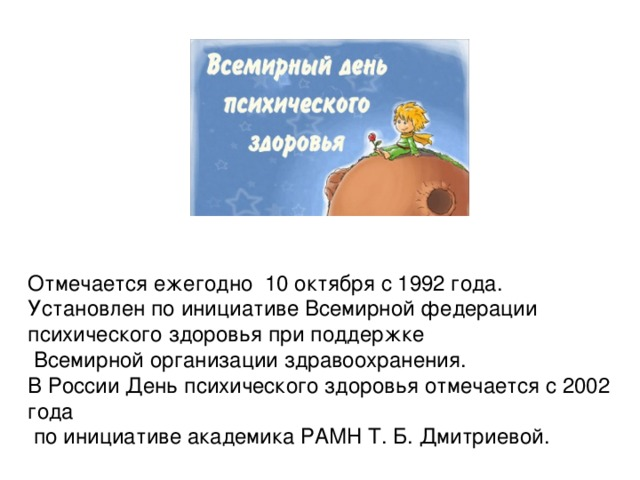 Всемирный день
психического
здоровья
Отмечается ежегодно  10 октября с 1992 года.
Установлен по инициативе Всемирной федерации
психического здоровья при поддержке
Всемирной организации здравоохранения.
В России День психического здоровья отмечается с 2002
года
по инициативе академика РАМН Т. Б. Дмитриевой.